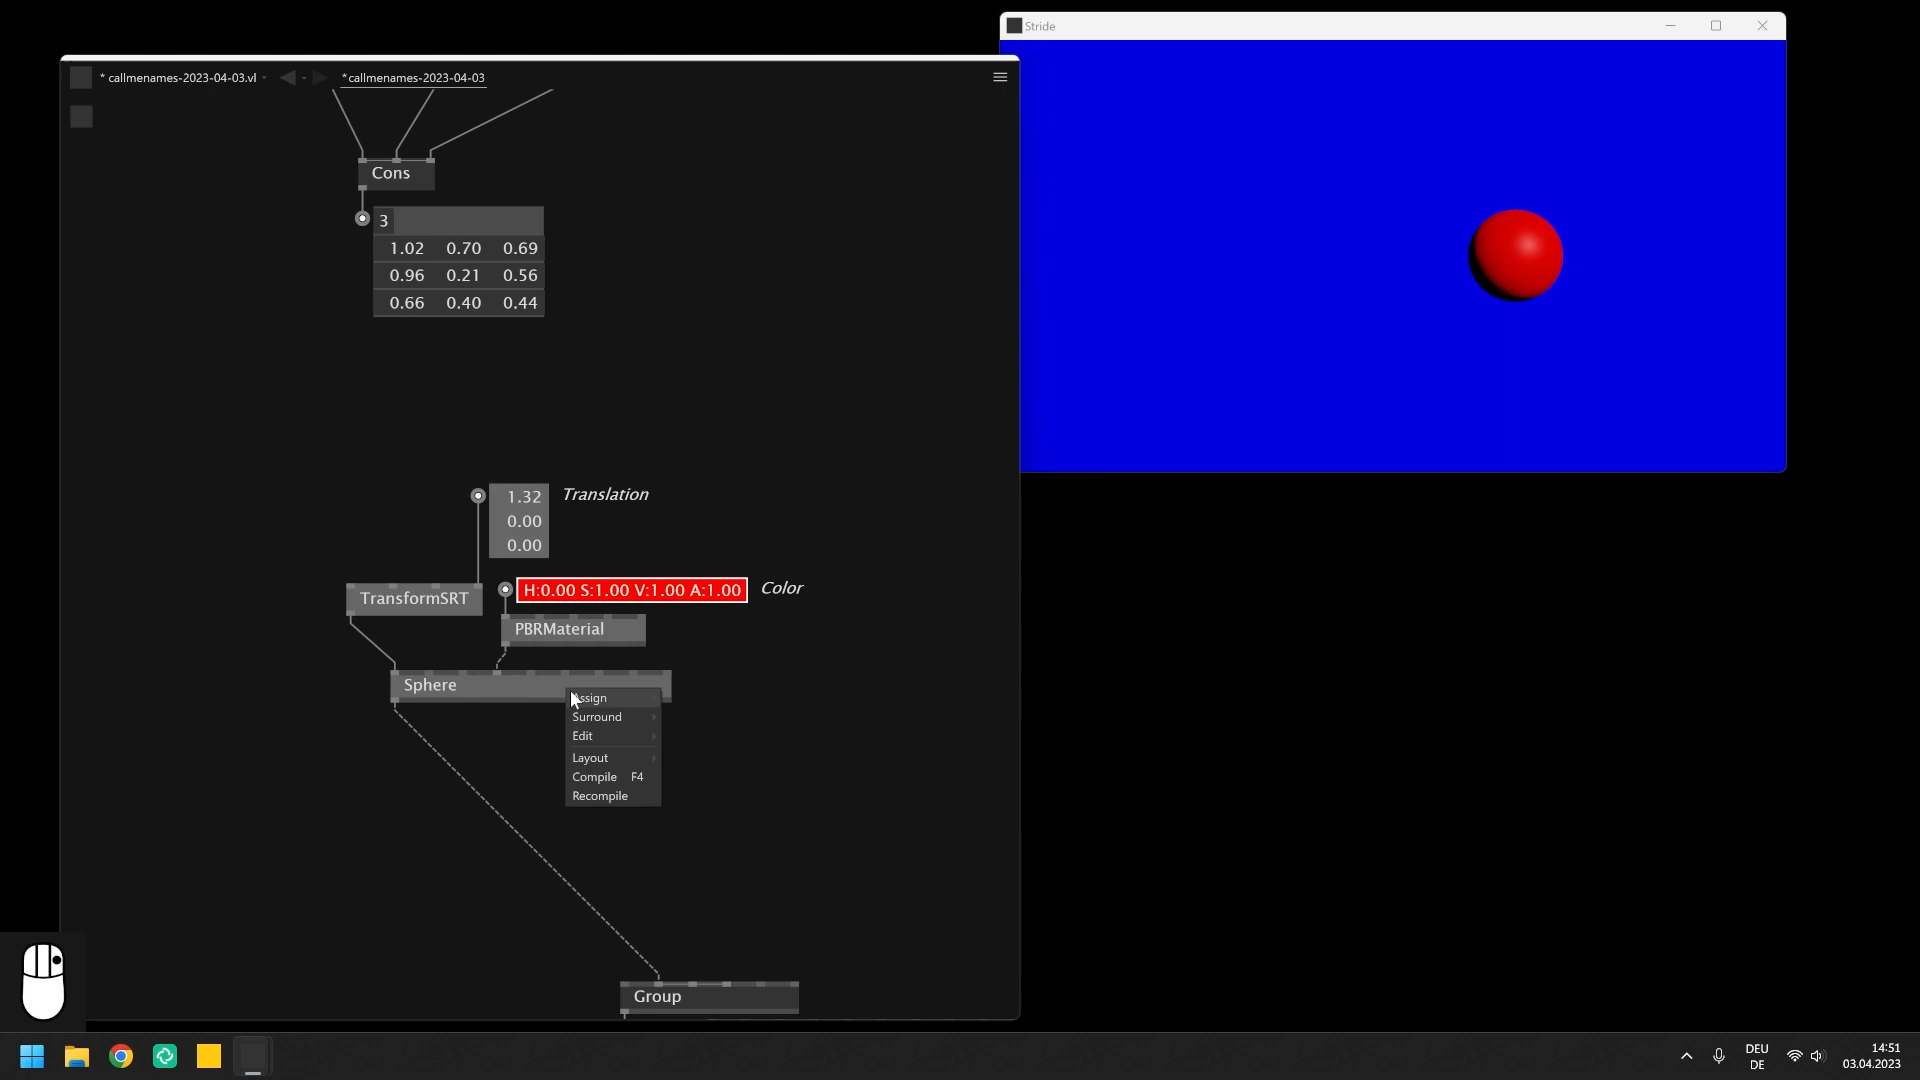 Stride
* callmenames-2023-04-03.vl
*callmenames-2023-04-03
Cons
3
1.02 0.70 0.69
0.96 0.21 0.56
0.66 0.40 0.44
1.32
0.00
0.00
Translation
H:0.00 S:1.00 V:1.00 A:1.00
Color
TransformSRT
PBRMaterial
Sphere
Assign
Surround
Edit
Layout
Compile F4
Recompile
Group
DEU
DE
14:51
03.04.2023